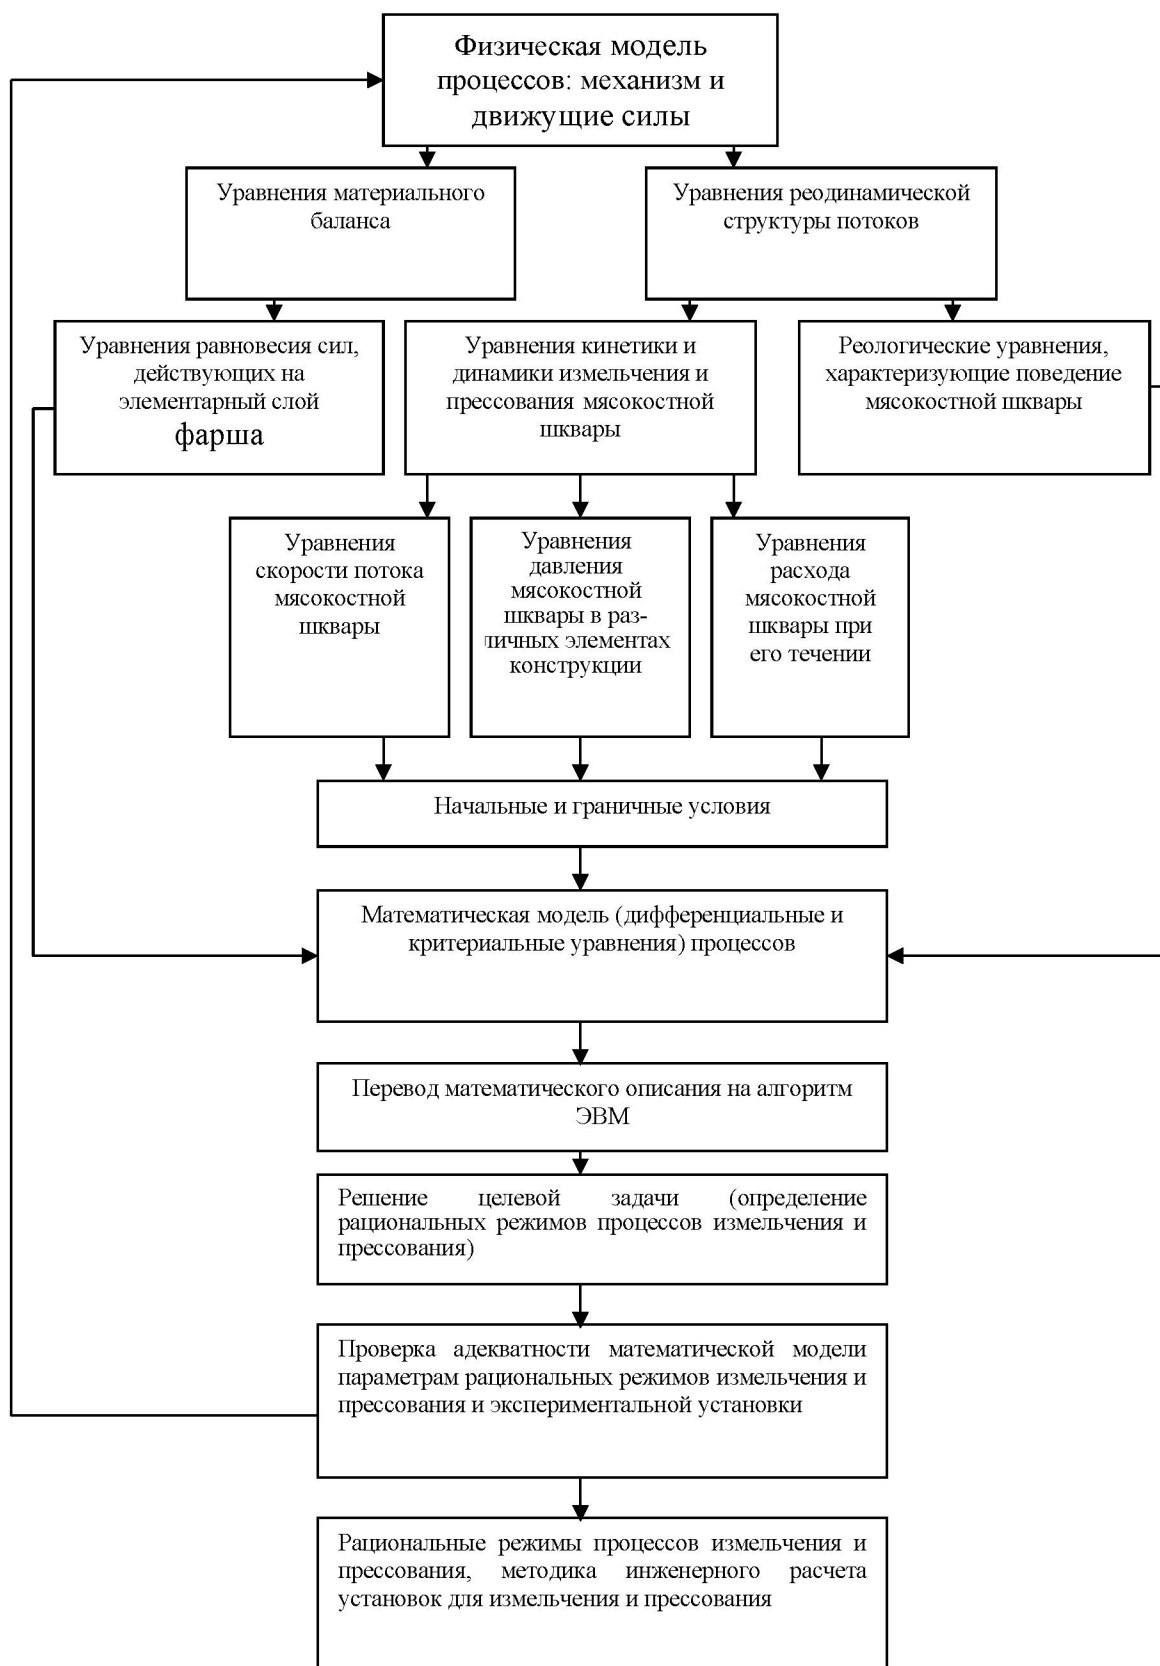 Физическая модель
процессов: механизм и
движущие силы
Уравнения материального
баланса
Уравнения реодинамической
структуры потоков
Уравнения равновесия сил,
действующих на
элементарный слой
фарша
Уравнения кинетики и
динамики измельчения и
прессования мясокостной
шквары
Реологические уравнения,
характеризующие поведение
мясокостной шквары
Уравнения
скорости потока
мясокостной
шквары
Уравнения
давления
мясокостной
шквары в раз-
личных элементах
конструкции
Уравнения
расхода
мясокостной
шквары при
его течении
Начальные и граничные условия
Математическая модель (дифференциальные и
критериальные уравнения) процессов
Перевод математического описания на алгоритм
ЭВМ
Решение целевой задачи (определение
рациональных режимов процессов измельчения и
прессования)
Проверка адекватности математической модели
параметрам рациональных режимов измельчения и
прессования и экспериментальной установки
Рациональные режимы процессов измельчения и
прессования, методика инженерного расчета
установок для измельчения и прессования